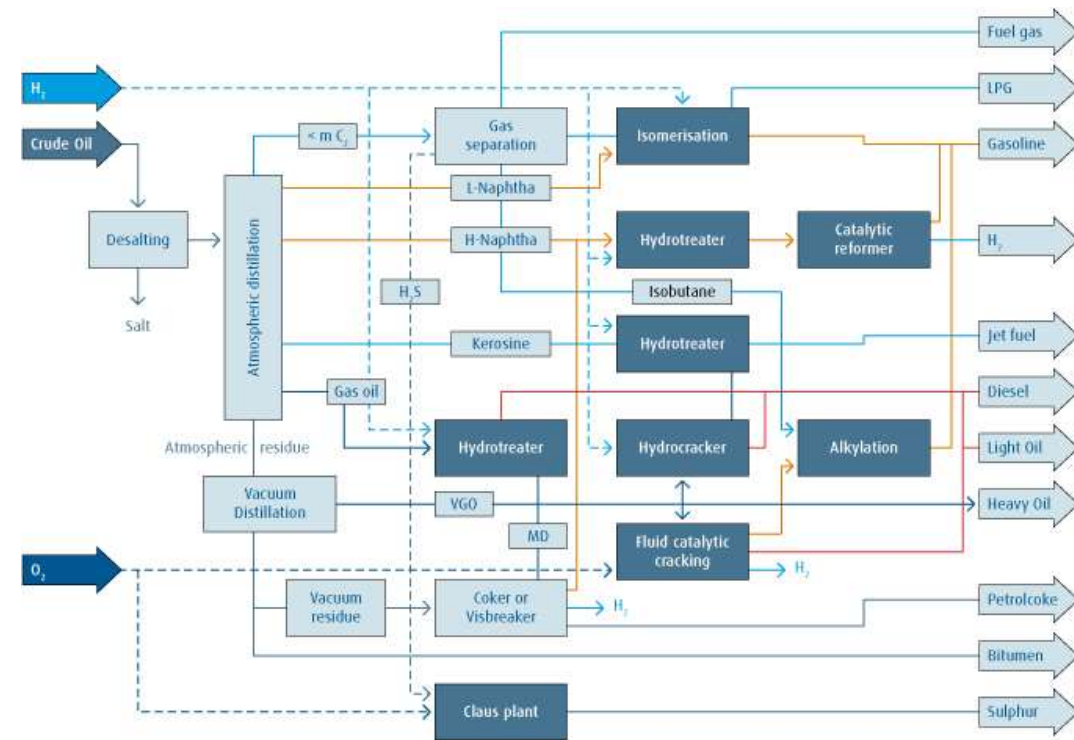 Fuel gas
H₂
LPG
Crude Oil
< m C₂
Gas
separation
Isomerisation
Gasoline
L-Naphtha
Desalting
Atmospheric distillation
H-Naphtha
Hydrotreater
Catalytic
reformer
H₂
H₂S
Isobutane
Salt
Kerosine
Hydrotreater
Jet fuel
Gas oil
Diesel
Atmospheric residue
Hydrotreater
Hydrocracker
Alkylation
Light Oil
Vacuum
Distillation
VGO
Heavy Oil
MD
Fluid catalytic
cracking
O₂
H₂
Vacuum
residue
Coker or
Visbreaker
H₂
Petrolcoke
Bitumen
Claus plant
Sulphur